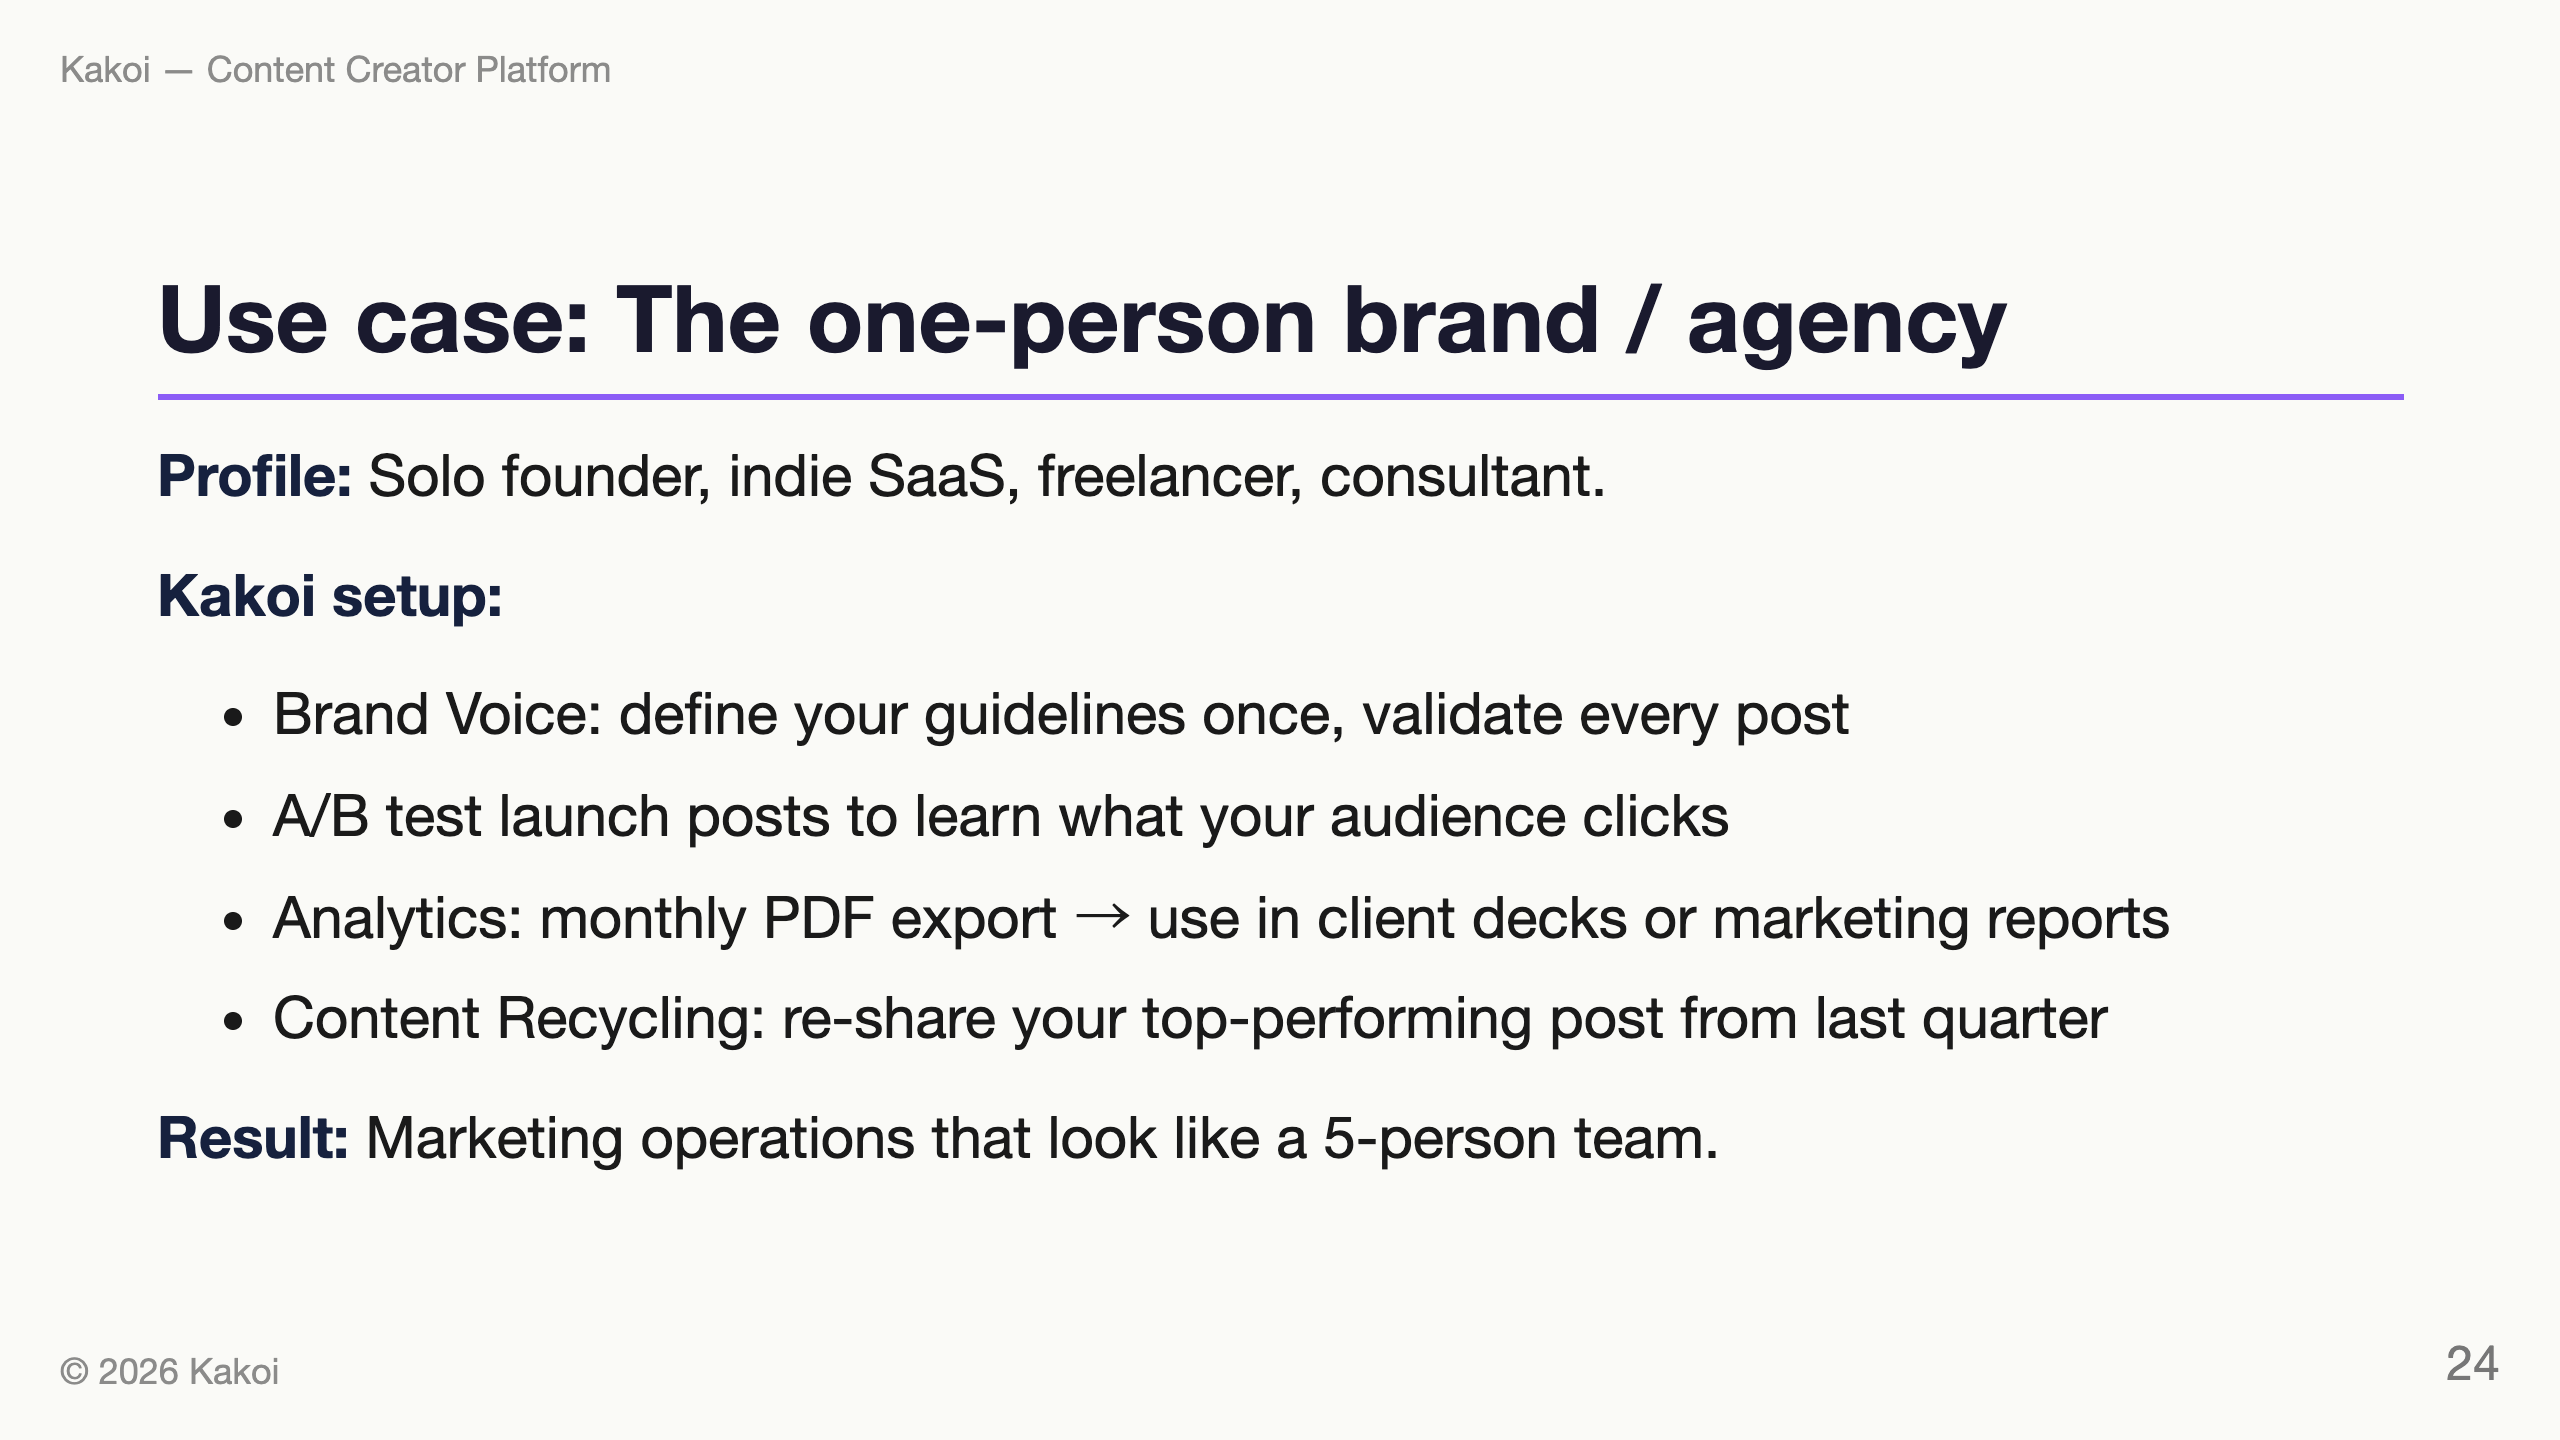 Kakoi — Content Creator Platform
Use case: The one-person brand / agency
Profile: Solo founder, indie SaaS, freelancer, consultant.
Kakoi setup:
• Brand Voice: define your guidelines once, validate every post
• A/B test launch posts to learn what your audience clicks
• Analytics: monthly PDF export → use in client decks or marketing reports
• Content Recycling: re-share your top-performing post from last quarter
Result: Marketing operations that look like a 5-person team.
© 2026 Kakoi
24